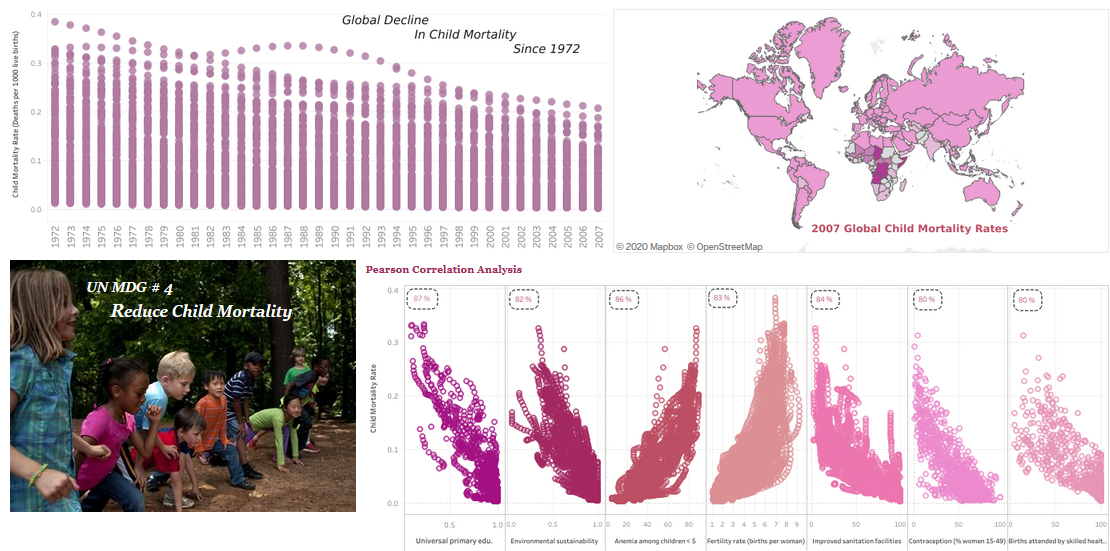 Global Decline
In Child Mortality
Since 1972
Child Mortality Rate (Deaths per 1000 live births)
0.4
0.3
0.2
0.1
0.0
1972 1973 1974 1975 1976 1977 1978 1979 1980 1981 1982 1983 1984 1985 1986 1987 1988 1989 1990 1991 1992 1993 1994 1995 1996 1997 1998 1999 2000 2001 2002 2003 2004 2005 2006 2007
2007 Global Child Mortality Rates
© 2020 Mapbox © OpenStreetMap
UN MDG # 4
Reduce Child Mortality
Pearson Correlation Analysis
87 % 82 % 86 % 83 % 84 % 80 % 80 %
Child Mortality Rate
0.4
0.3
0.2
0.1
0.0
0.5 1.0 0.0 0.5 1.0 0 20 40 60 80 1 2 3 4 5 6 7 8 9 0 50 100 0 50 100 0 50 100
Universal primary edu. Environmental sustainability Anemia among children < 5 Fertility rate (births per woman) Improved sanitation facilities Contraception (% women 15-49) Births attended by skilled healt..